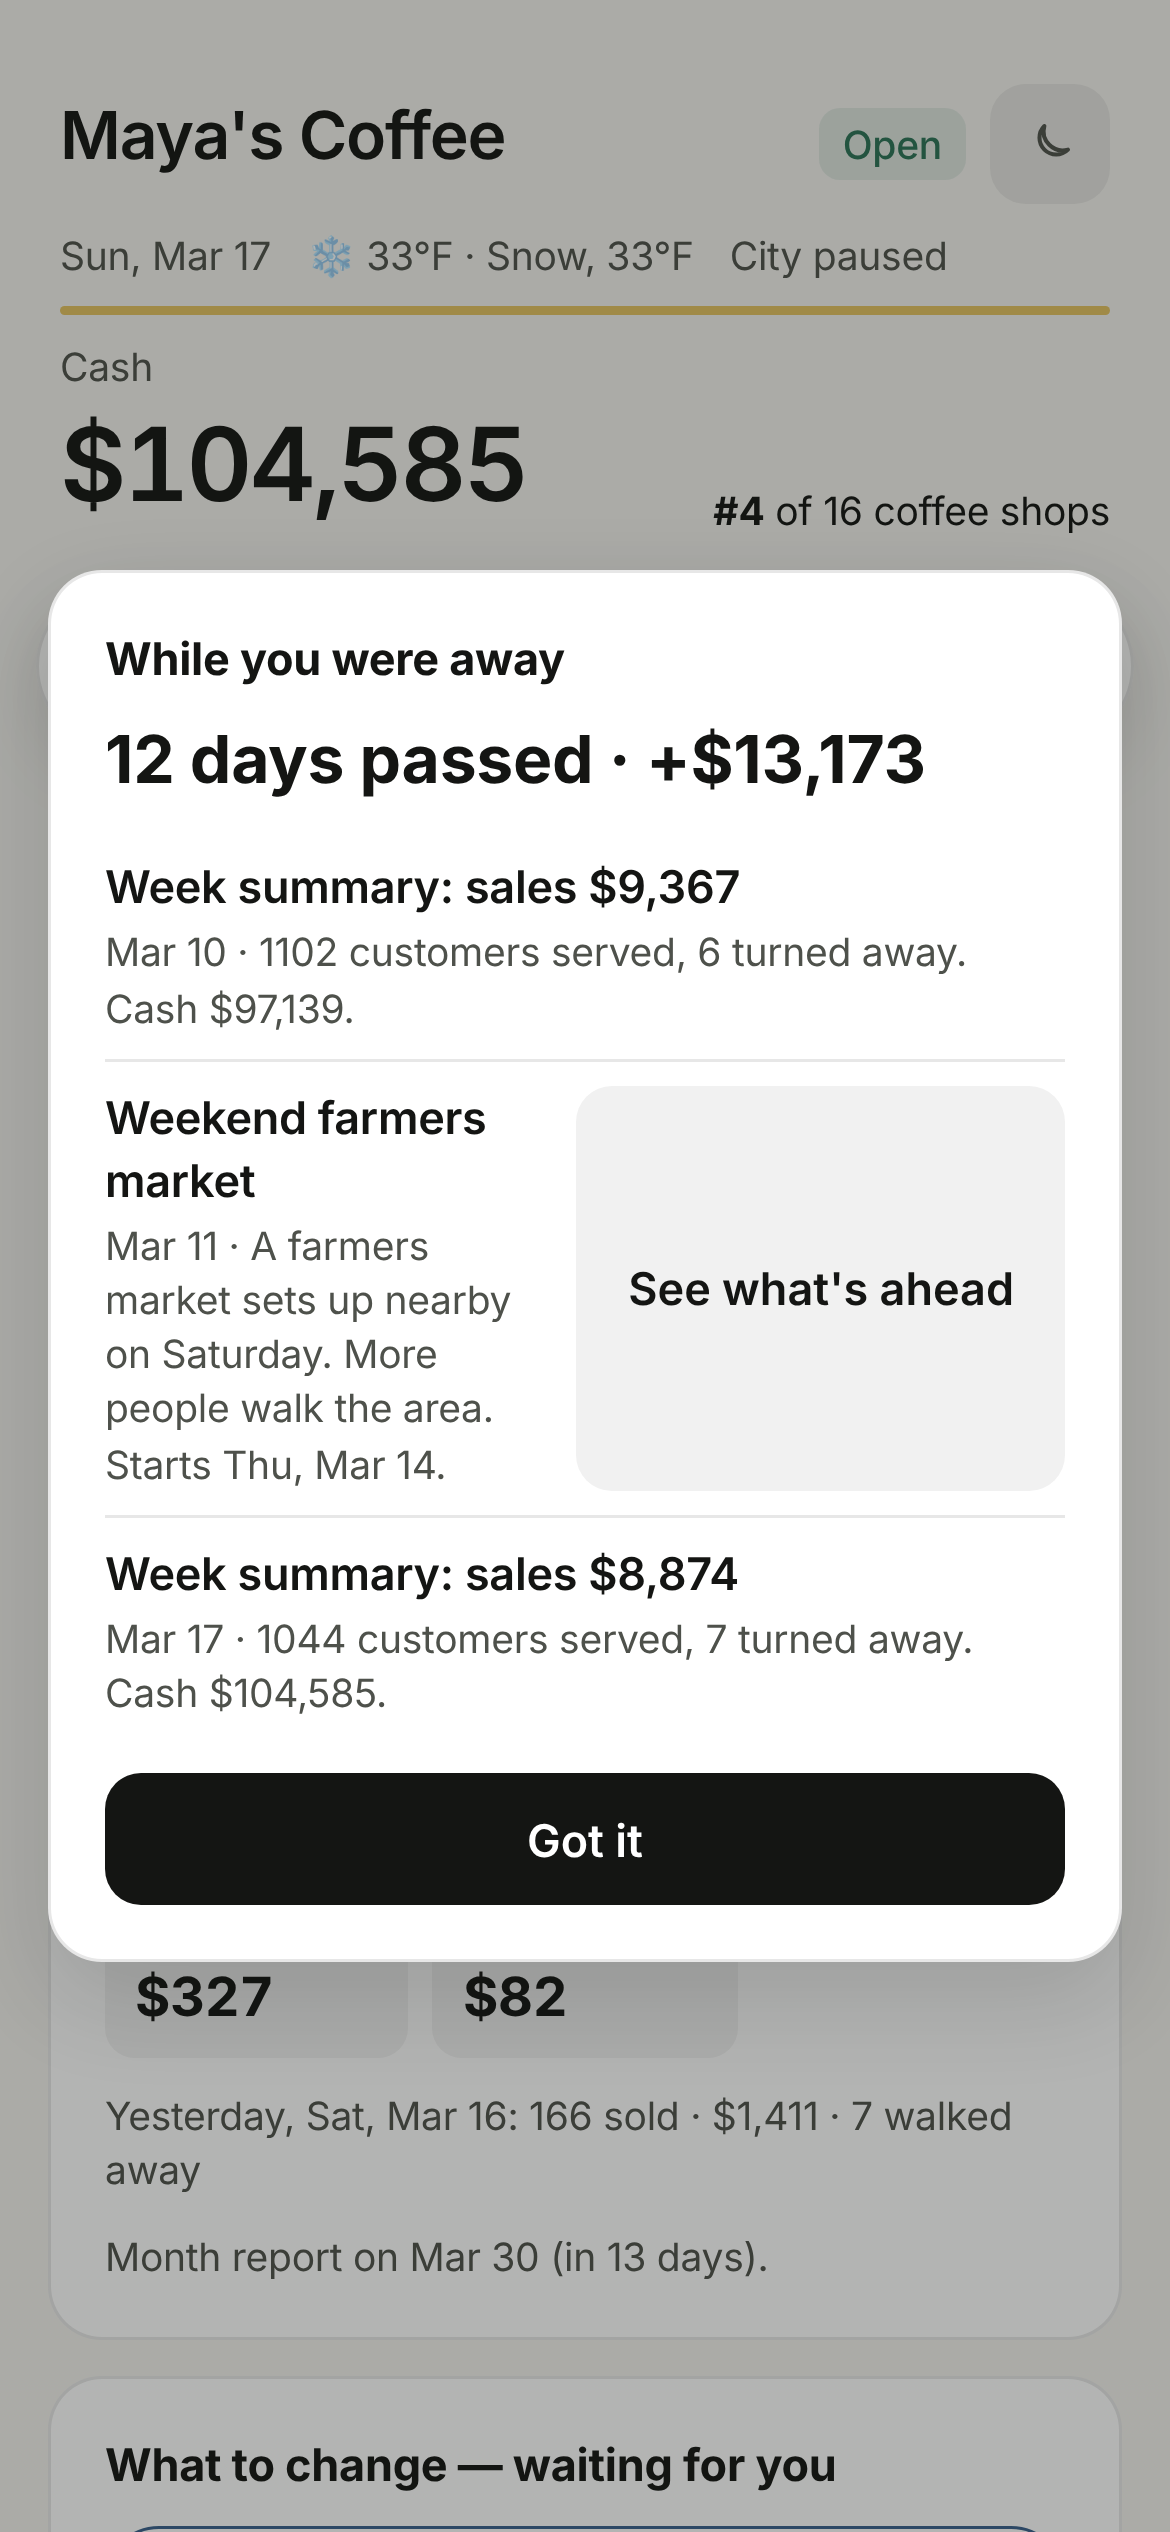 Maya's Coffee
Open
Sun, Mar 17 ❄️ 33°F · Snow, 33°F City paused
Cash
$104,585
#4 of 16 coffee shops
While you were away
12 days passed · +$13,173
Week summary: sales $9,367
Mar 10 · 1102 customers served, 6 turned away.
Cash $97,139.
Weekend farmers
market
Mar 11 · A farmers
market sets up nearby
on Saturday. More
people walk the area.
Starts Thu, Mar 14.
See what's ahead
Week summary: sales $8,874
Mar 17 · 1044 customers served, 7 turned away.
Cash $104,585.
Got it
$327
$82
Yesterday, Sat, Mar 16: 166 sold · $1,411 · 7 walked
away
Month report on Mar 30 (in 13 days).
What to change — waiting for you